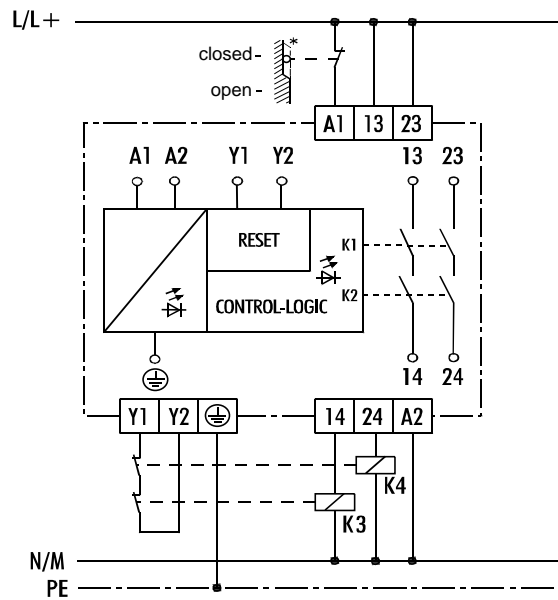 L/L+
*
closed-
open-
A1 13 23
A1 A2 Y1 Y2 13 23
RESET
K1
K2
CONTROL-LOGIC
14 24
Y1 Y2 14 24 A2
K4
K3
N/M
PE